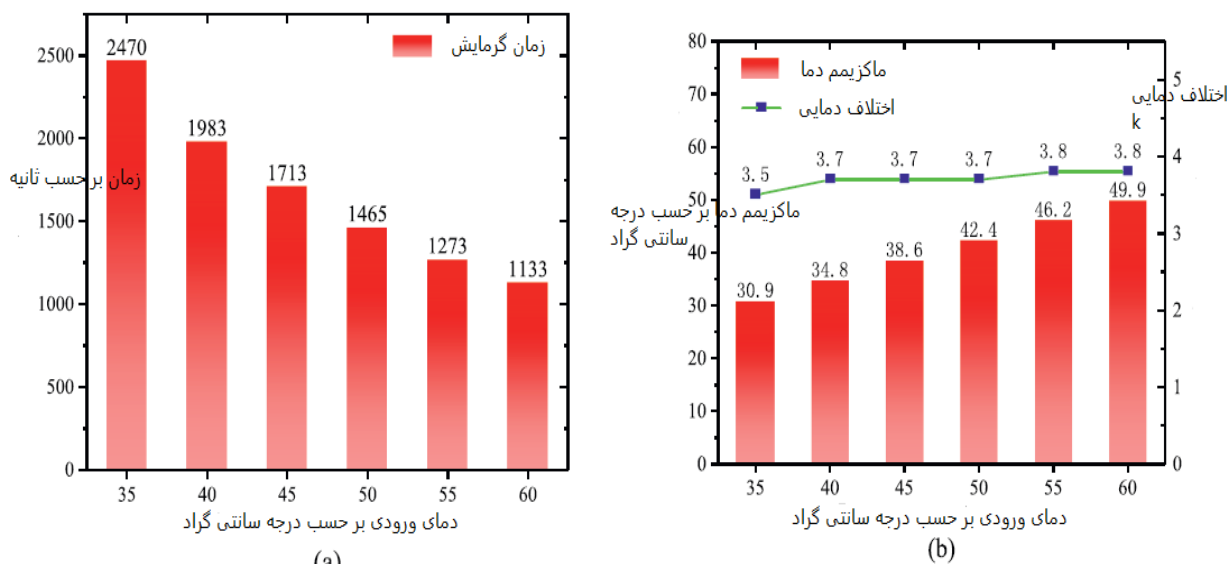 2470
زمان گرمایش
2500
1983
2000
زمان بر حسب ثانیه
1713
1500
1465
1273
1133
1000
500
0
35 40 45 50 55 60
دمای ورودی بر حسب درجه سانتی گراد
(a)
80
ماکزیمم دما
70
5
اختلاف دمایی
اختلاف دمایی
k
60
3.5 3.7 3.7 3.7 3.8 3.8
4
50
49.9
ماکزیمم دما بر حسب درجه
سانتی گراد
46.2
42.4
40
38.6
3
34.8
30.9
30
2
20
10
1
0
0
35 40 45 50 55 60
دمای ورودی بر حسب درجه سانتی گراد
(b)